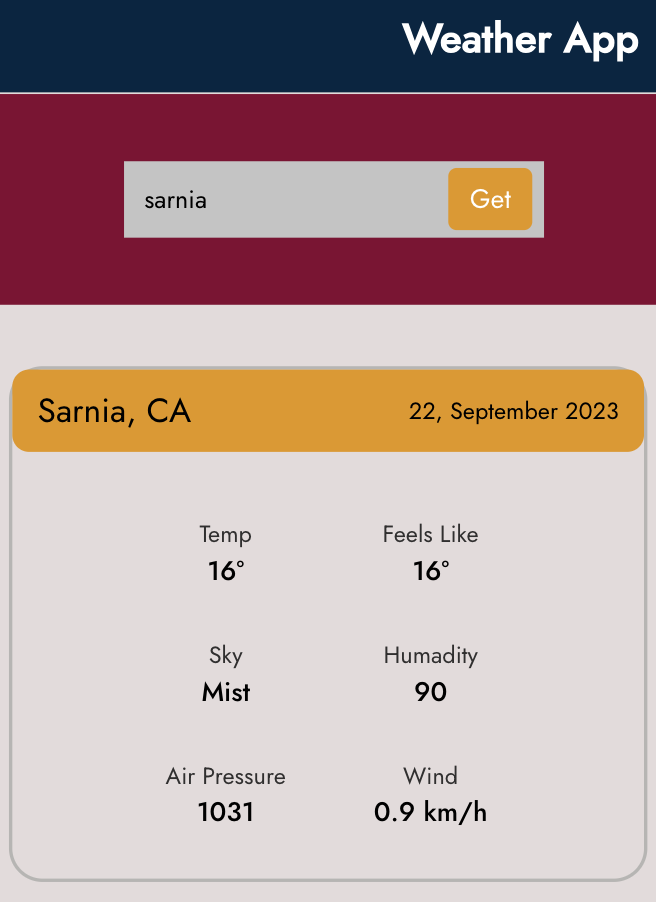 Weather App
sarnia
Get
Sarnia, CA
22, September 2023
Temp
Feels Like
16°
16°
Sky
Humadity
Mist
90
Air Pressure
Wind
1031
0.9 km/h